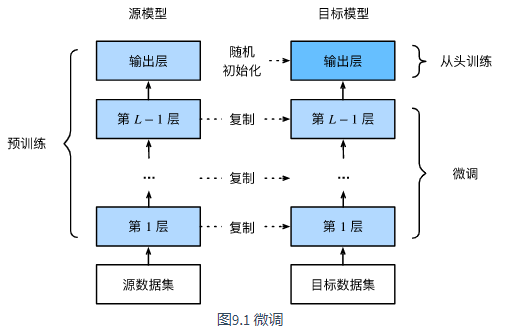 源模型 目标模型
输出层 随机 初始化 输出层 从头训练
第 L − 1 层 复制 第 L − 1 层
预训练
... 复制 ... 微调
第 1 层 复制 第 1 层
源数据集 目标数据集
图9.1 微调